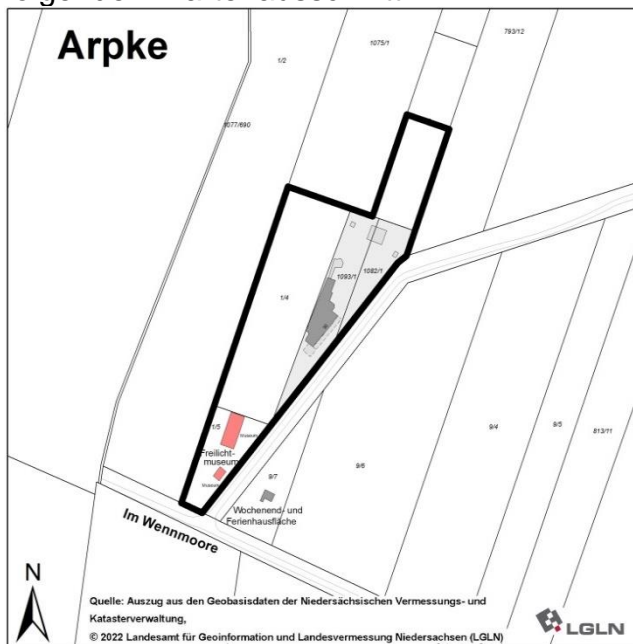 Arpke
1075/1
793/12
1/2
1077/690
1093/1
1082/1
1/4
1/5
Museum
Freilicht-
museum
Museum
9/7
9/6
9/4
9/5
813/11
Wochenend- und
Ferienhausfläche
Im Wennmoore
N
Quelle: Auszug aus den Geobasisdaten der Niedersächsischen Vermessungs- und
Katasterverwaltung,
© 2022 Landesamt für Geoinformation und Landesvermessung Niedersachsen (LGLN)
LGLN